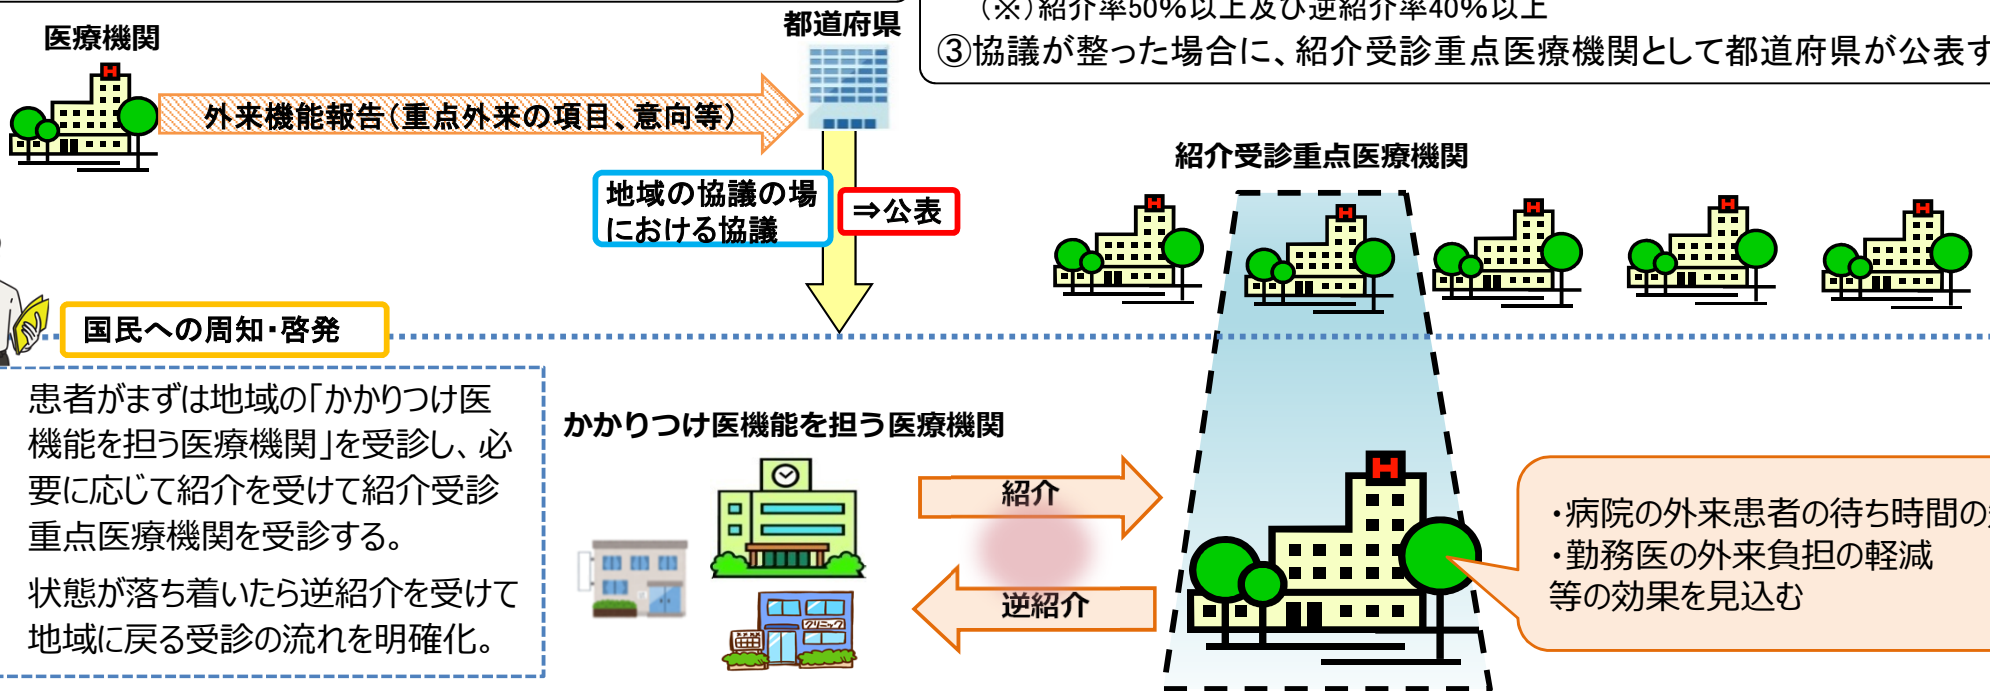 (※)紹介率50%以上及び逆紹介率40%以上
③協議が整った場合に、紹介受診重点医療機関として都道府県が公表す
都道府県
医療機関
外来機能報告(重点外来の項目、意向等)
地域の協議の場
における協議
⇒公表
紹介受診重点医療機関
H
H
H
H
H
H
国民への周知・啓発
患者がまずは地域の「かかりつけ医
機能を担う医療機関」を受診し、必
要に応じて紹介を受けて紹介受診
重点医療機関を受診する。
状態が落ち着いたら逆紹介を受けて
地域に戻る受診の流れを明確化。
かかりつけ医機能を担う医療機関
クリニック
紹介
逆紹介
H
・病院の外来患者の待ち時間の
・勤務医の外来負担の軽減
等の効果を見込む